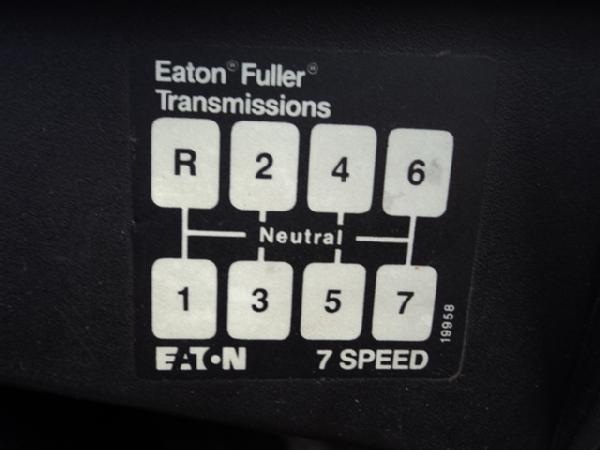 Eaton® Fuller®
Transmissions
R 2 4 6
Neutral
1 3 5 7
19958
EATON 7 SPEED